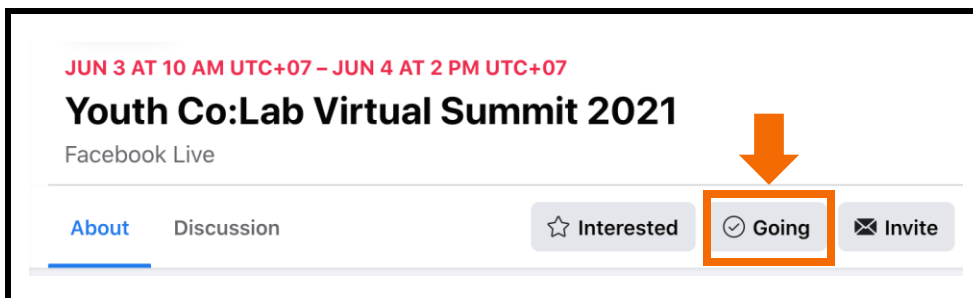 JUN 3 AT 10 AM UTC+07 – JUN 4 AT 2 PM UTC+07
Youth Co:Lab Virtual Summit 2021
Facebook Live
About Discussion Interested Going Invite